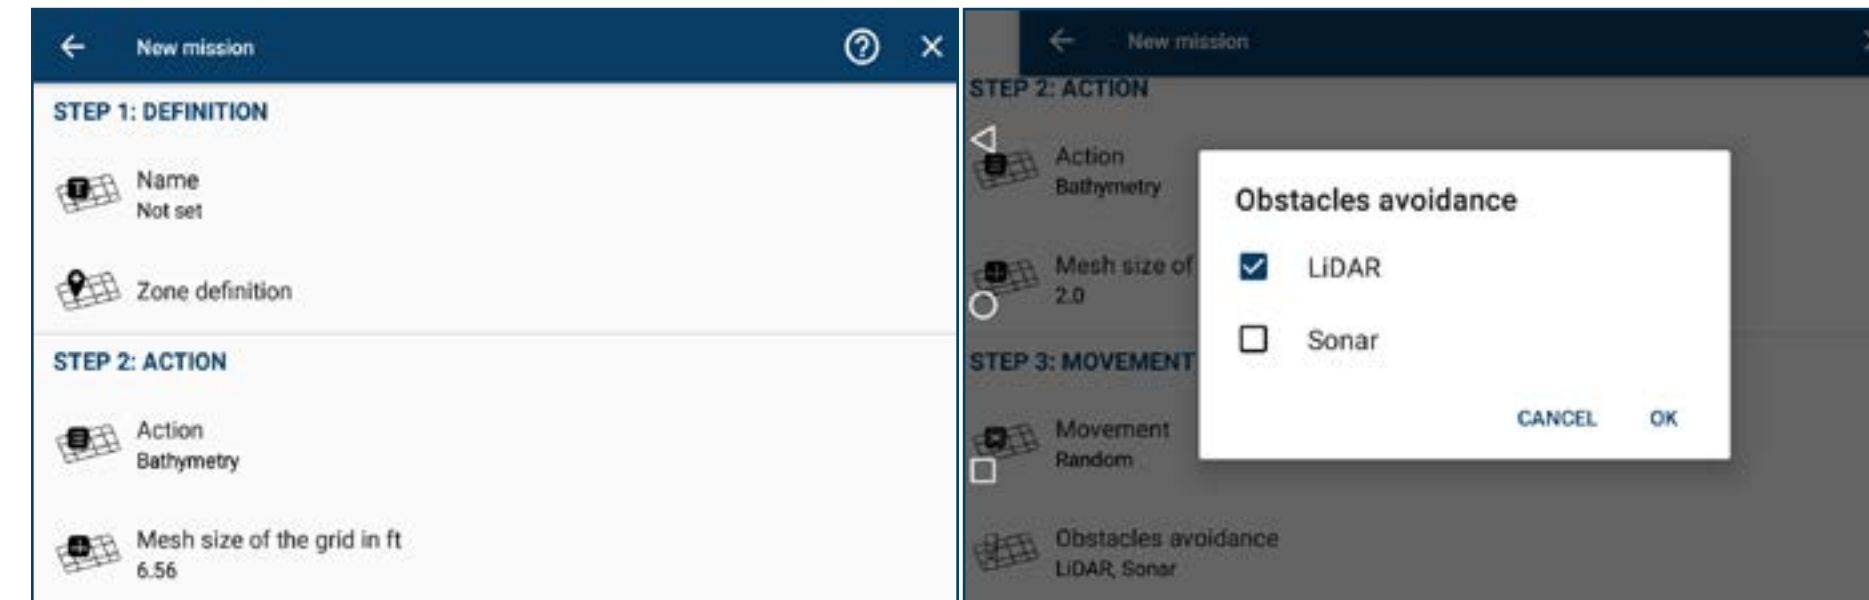 New mission
STEP 1: DEFINITION
Name
Not set
Zone definition
STEP 2: ACTION
Action
Bathymetry
Mesh size of the grid in ft
6.56
New mission
STEP 2: ACTION
Action
Bathymetry
Mesh size of
2.0
STEP 3: MOVEMENT
Movement
Random
Obstacles avoidance
LiDAR, Sonar
Obstacles avoidance
LiDAR
Sonar
CANCEL OK